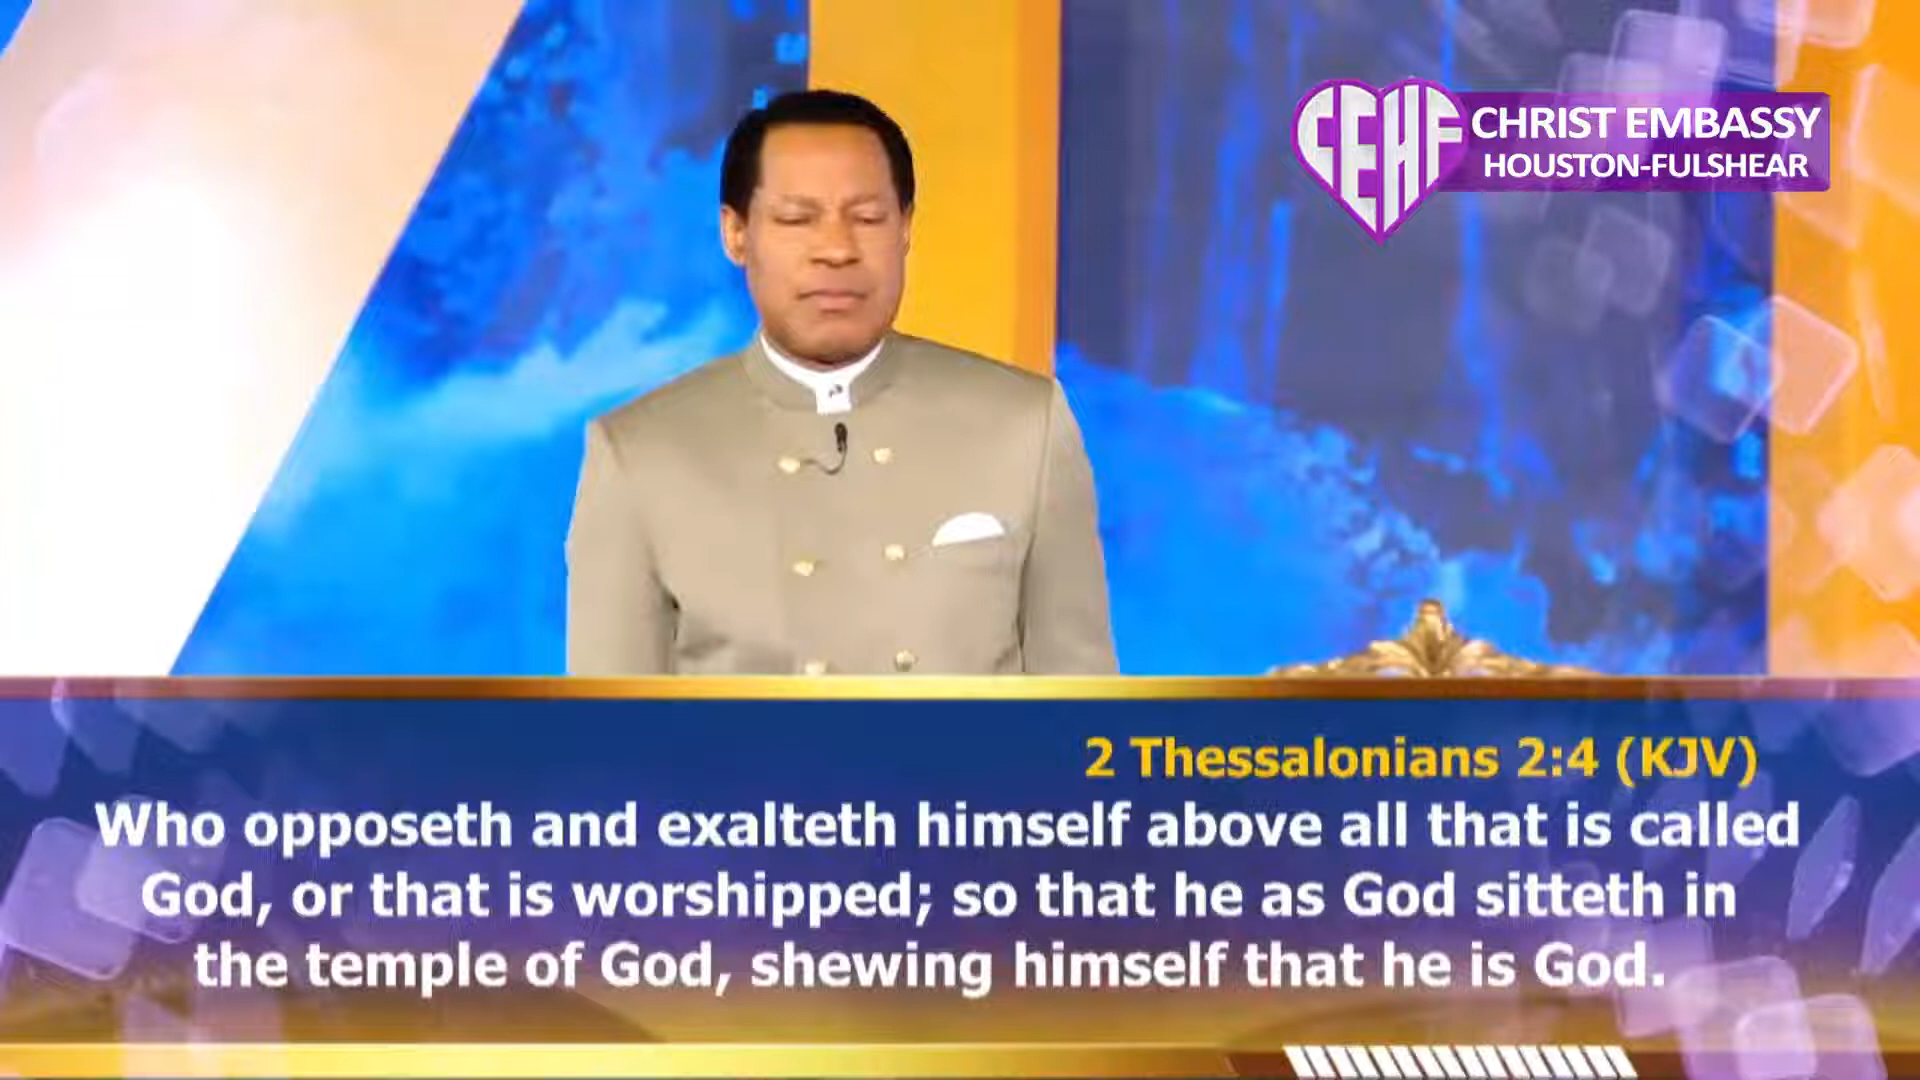 CEHF
CHRIST EMBASSY
HOUSTON-FULSHEAR
2 Thessalonians 2:4 (KJV)
Who opposeth and exalteth himself above all that is called
God, or that is worshipped; so that he as God sitteth in
the temple of God, shewing himself that he is God.